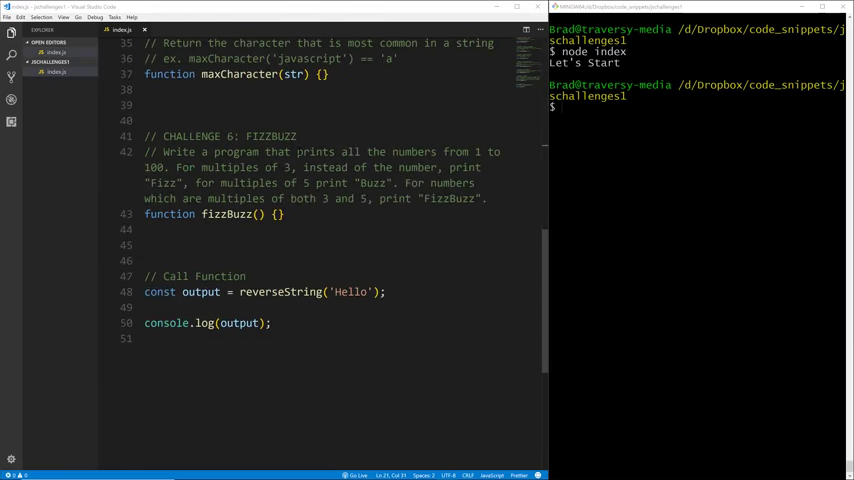 index.js - jschallenges1 - Visual Studio Code
File Edit Selection View Go Debug Tasks Help
EXPLORER
OPEN EDITORS
index.js
JSCHALLENGES1
index.js
index.js
35 // Return the character that is most common in a string
36 // ex. maxCharacter('javascript') == 'a'
37 function maxCharacter(str) {}
38
39
40
41 // CHALLENGE 6: FIZZBUZZ
42 // Write a program that prints all the numbers from 1 to
100. For multiples of 3, instead of the number, print
"Fizz", for multiples of 5 print "Buzz". For numbers
which are multiples of both 3 and 5, print "FizzBuzz".
43 function fizzBuzz() {}
44
45
46
47 // Call Function
48 const output = reverseString('Hello');
49
50 console.log(output);
51
0 0
Go Live Ln 21, Col 31 Spaces: 2 UTF-8 CRLF JavaScript Prettier
MINGW64:/d/Dropbox/code_snippets/jschallenges1
Brad@traversy-media /d/Dropbox/code_snippets/j
schallenges1
$ node index
Let's Start
Brad@traversy-media /d/Dropbox/code_snippets/j
schallenges1
$